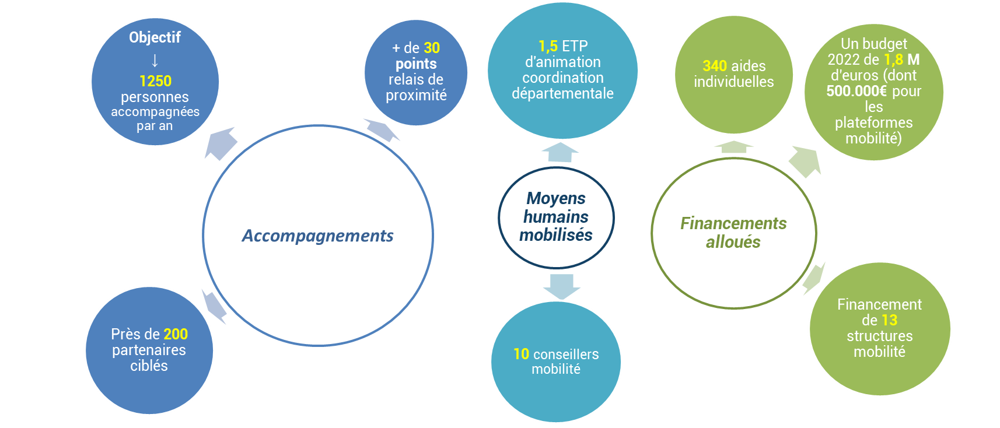 Objectif
↓
1250
personnes
accompagnées
par an
+ de 30
points
relais de
proximité
Accompagnements
Près de 200
partenaires
ciblés
1,5 ETP
d'animation
coordination
départementale
Moyens
humains
mobilisés
10 conseillers
mobilité
340 aides
individuelles
Un budget
2022 de 1,8 M
d'euros (dont
500.000€ pour
les
plateformes
mobilité)
Financements
alloués
Financement
de 13
structures
mobilité